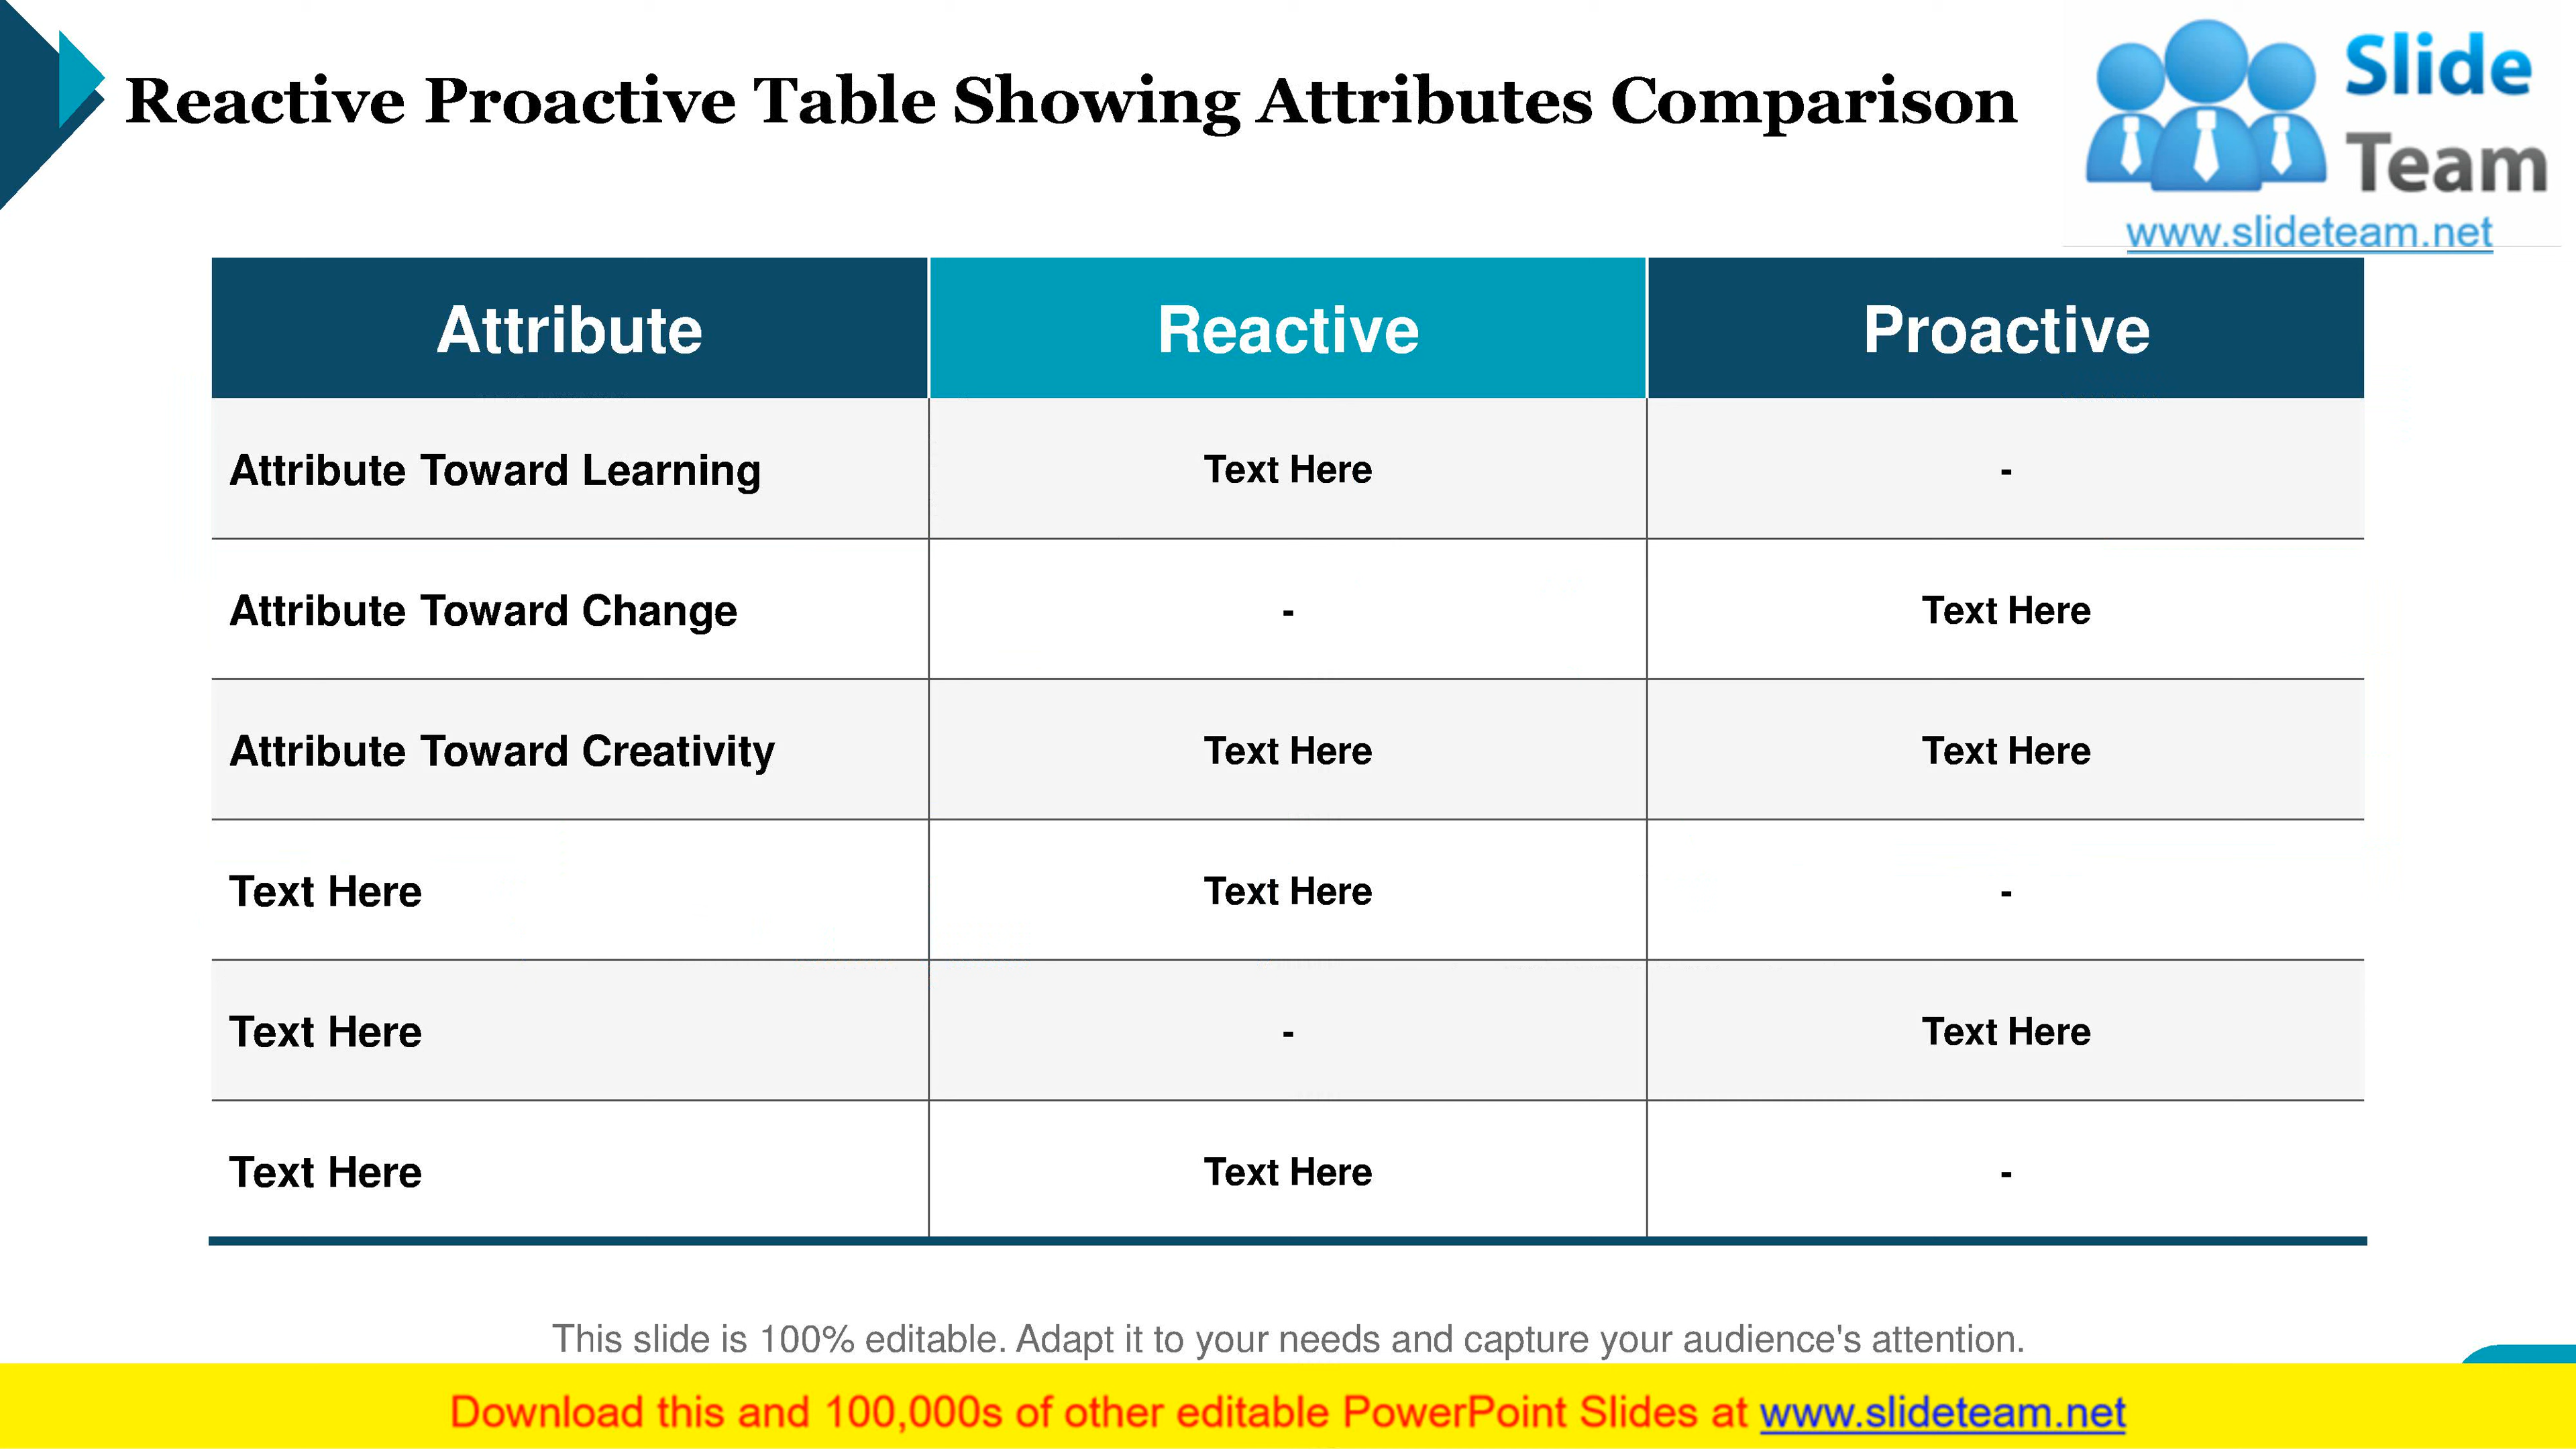 Reactive Proactive Table Showing Attributes Comparison
Slide
Team
www.slideteam.net
Attribute Reactive Proactive
Attribute Toward Learning Text Here -
Attribute Toward Change - Text Here
Attribute Toward Creativity Text Here Text Here
Text Here Text Here -
Text Here - Text Here
Text Here Text Here -
This slide is 100% editable. Adapt it to your needs and capture your audience's attention.
Download this and 100,000s of other editable PowerPoint Slides at www.slideteam.net